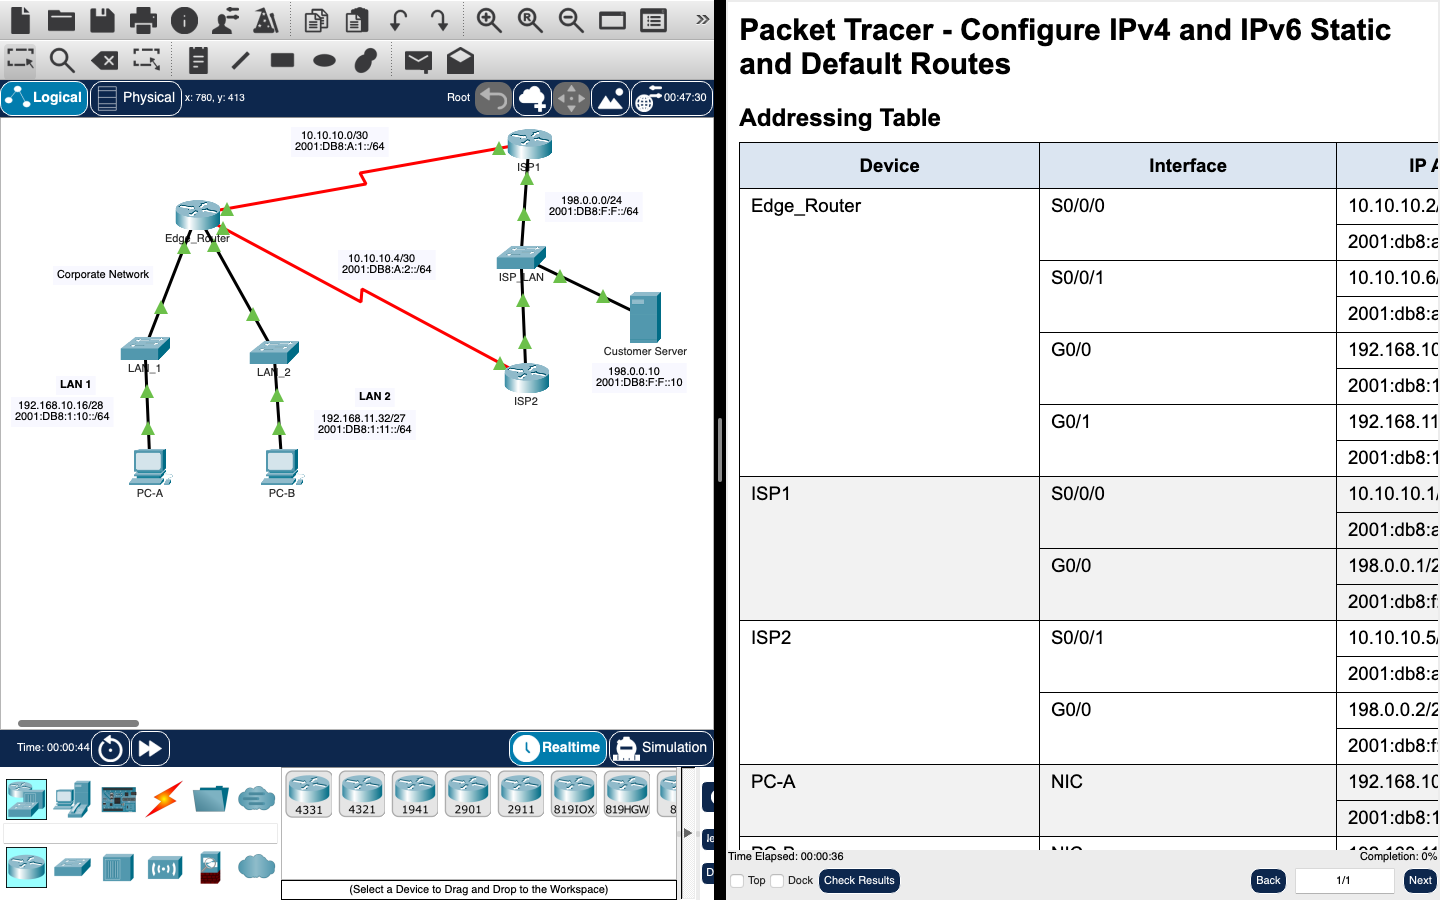 Logical
Physical
x: 780, y: 413
Root
00:47:30
10.10.10.0/30
2001:DB8:A:1::/64
ISP1
198.0.0.0/24
2001:DB8:F:F::/64
Edge_Router
10.10.10.4/30
2001:DB8:A:2::/64
Corporate Network
ISP_LAN
Customer Server
198.0.0.10
2001:DB8:F:F::10
LAN_1
LAN_2
LAN 1
192.168.10.16/28
2001:DB8:1:10::/64
LAN 2
192.168.11.32/27
2001:DB8:1:11::/64
ISP2
PC-A
PC-B
Time: 00:00:44
Realtime
Simulation
4331
4321
1941
2901
2911
819IOX
819HGW
8
(Select a Device to Drag and Drop to the Workspace)
Packet Tracer - Configure IPv4 and IPv6 Static
and Default Routes
Addressing Table
Device Interface IP A
Edge_Router S0/0/0 10.10.10.2/
2001:db8:a
S0/0/1 10.10.10.6/
2001:db8:a
G0/0 192.168.10
2001:db8:1
G0/1 192.168.11
2001:db8:1
ISP1 S0/0/0 10.10.10.1/
2001:db8:a
G0/0 198.0.0.1/2
2001:db8:f
ISP2 S0/0/1 10.10.10.5/
2001:db8:a
G0/0 198.0.0.2/2
2001:db8:f
PC-A NIC 192.168.10
2001:db8:1
Time Elapsed: 00:00:36
Completion: 0%
Top
Dock
Check Results
Back
1/1
Next